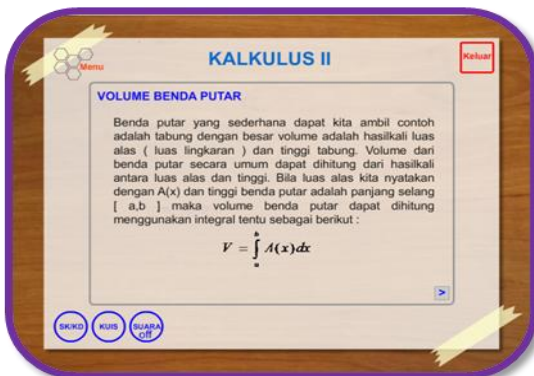 KALKULUS II
Menu
Keluar
VOLUME BENDA PUTAR
Benda putar yang sederhana dapat kita ambil contoh
adalah tabung dengan besar volume adalah hasilkali luas
alas ( luas lingkaran ) dan tinggi tabung. Volume dari
benda putar secara umum dapat dihitung dari hasilkali
antara luas alas dan tinggi. Bila luas alas kita nyatakan
dengan A(x) dan tinggi benda putar adalah panjang selang
[ a,b ] maka volume benda putar dapat dihitung
menggunakan integral tentu sebagai berikut :
V = ∫ₐᵇ A(x)dx
>
SK/KD
KUIS
SUARA
off